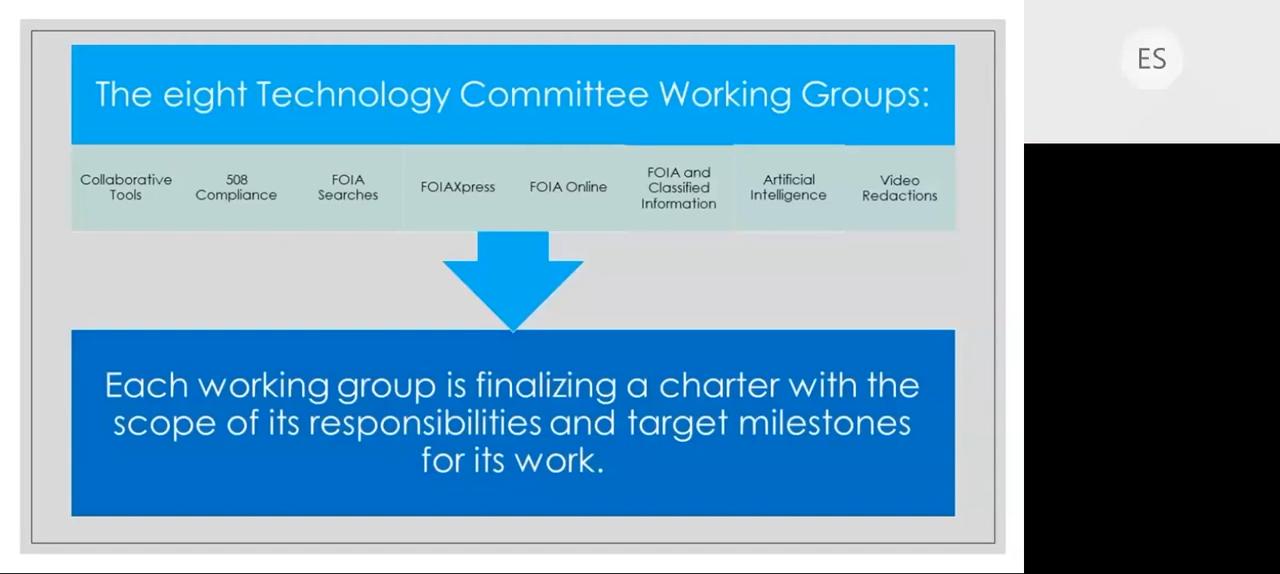 The eight Technology Committee Working Groups:
Collaborative
Tools
508
Compliance
FOIA
Searches
FOIAXpress
FOIA Online
FOIA and
Classified
Information
Artificial
Intelligence
Video
Redactions
Each working group is finalizing a charter with the
scope of its responsibilities and target milestones
for its work.
ES